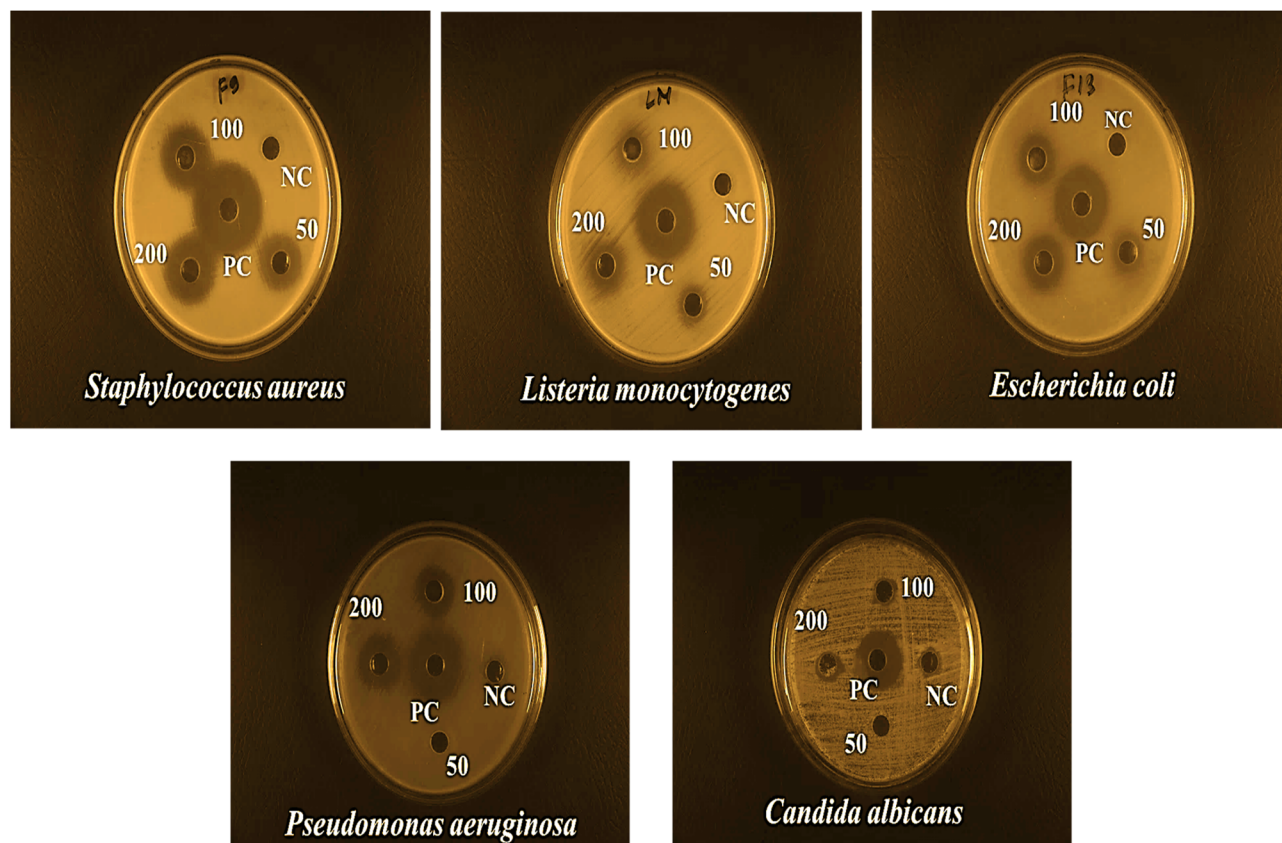 F9
100
NC
50
200
PC
Staphylococcus aureus
LM
100
NC
200
PC
50
Listeria monocytogenes
F13
100
NC
200
50
PC
Escherichia coli
100
200
NC
PC
50
Pseudomonas aeruginosa
100
200
PC
NC
50
Candida albicans